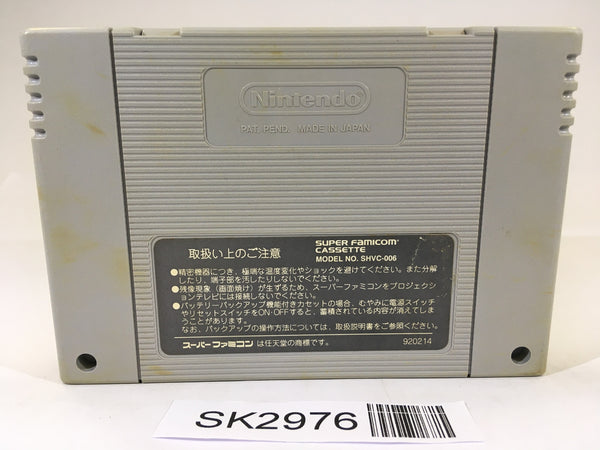 Nintendo
PAT. PEND. MADE IN JAPAN
取扱い上のご注意
SUPER FAMICOM
CASSETTE
MODEL NO. SHVC-006
●精密機器につき、極端な温度変化やショックを避けてください。また分解
したり、端子部を汚したりしないでください。
●残像現象（画面焼け）が生ずるため、スーパーファミコンをプロジェクシ
ョンテレビには接続しないでください。
●バッテリーバックアップ機能付きカセットの場合、むやみに電源スイッチ
やリセットスイッチをON・OFFすると、蓄積されている内容が消えてしま
うことがあります。
なお、バックアップの操作方法については、取扱説明書をご参照ください。
スーパーファミコン は任天堂の商標です。
920214
SK2976